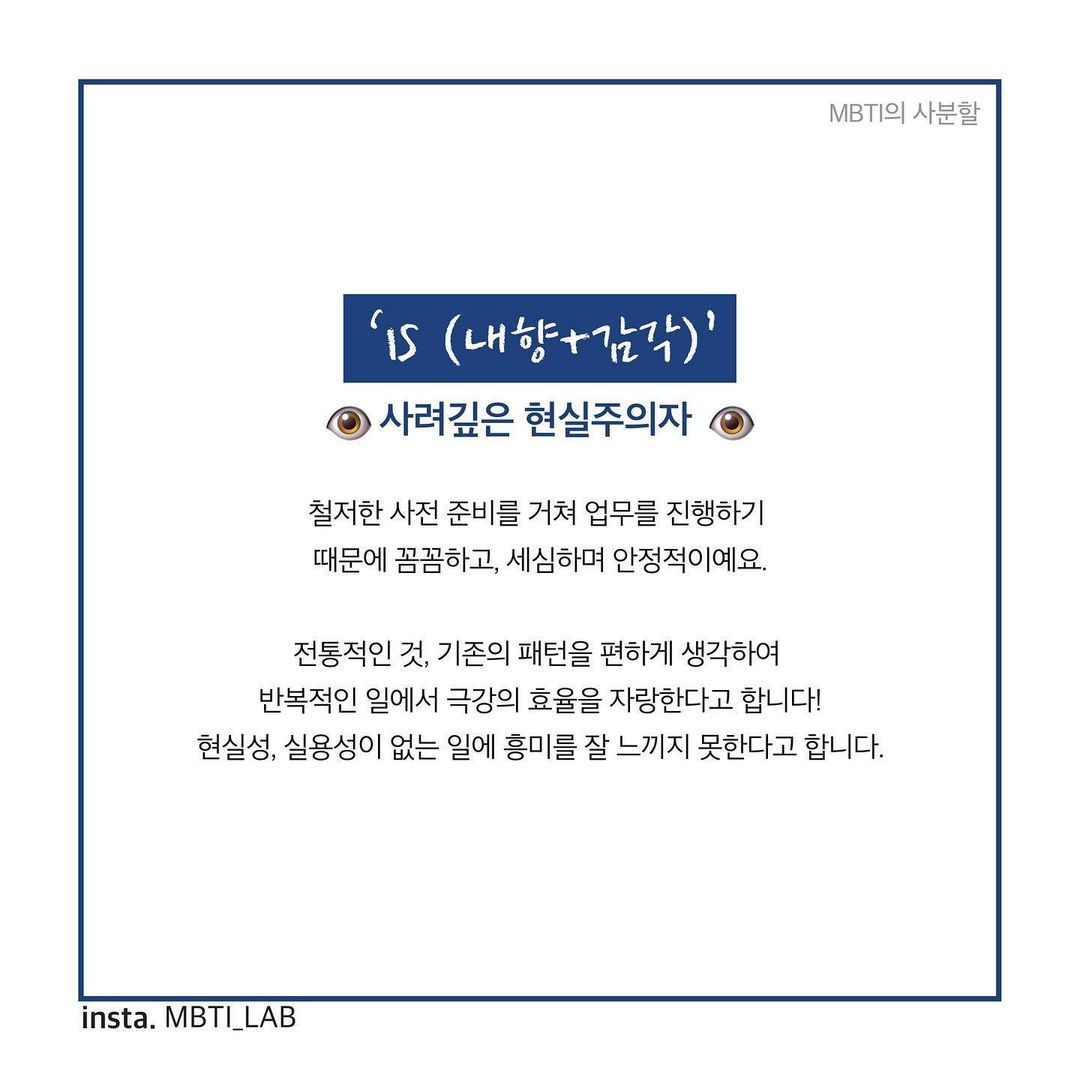 MBTI의 사분할
‘IS (내향+감각)’
👁 사려깊은 현실주의자 👁
철저한 사전 준비를 거쳐 업무를 진행하기
때문에 꼼꼼하고, 세심하며 안정적이예요.
전통적인 것, 기존의 패턴을 편하게 생각하여
반복적인 일에서 극강의 효율을 자랑한다고 합니다!
현실성, 실용성이 없는 일에 흥미를 잘 느끼지 못한다고 합니다.
insta. MBTI_LAB